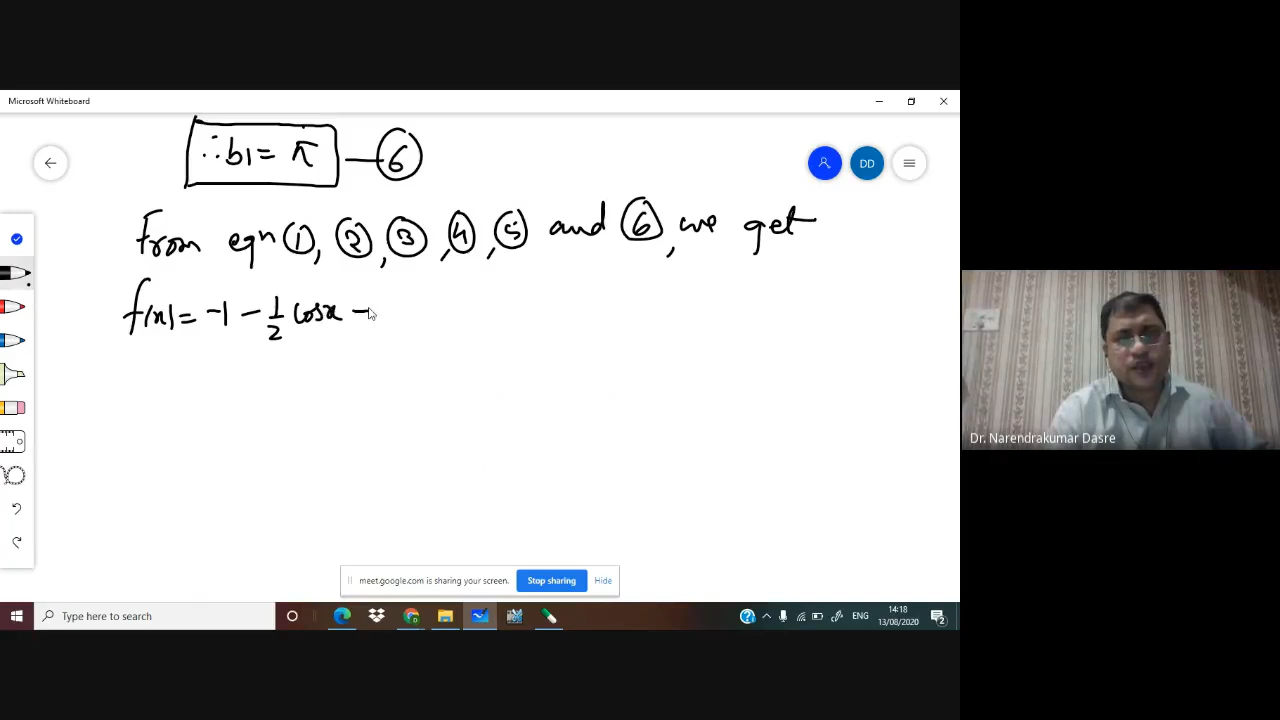 Microsoft Whiteboard
∴ b1 = π — ⑥
DD
From eqn ①, ②, ③, ④, ⑤ and ⑥, we get
f(x) = -1 - 1/2 cosx -
Dr. Narendrakumar Dasre
meet.google.com is sharing your screen. Stop sharing Hide
Type here to search
ENG
14:18
13/08/2020
2